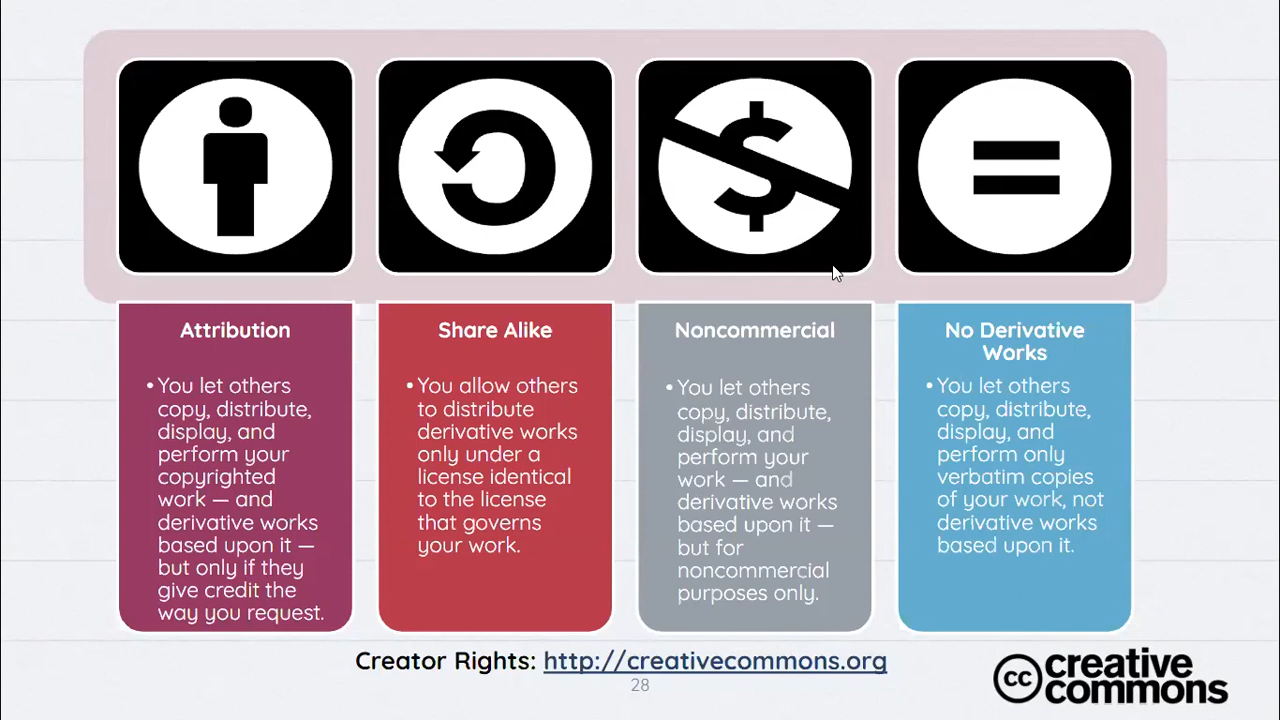 Attribution
• You let others
copy, distribute,
display, and
perform your
copyrighted
work — and
derivative works
based upon it —
but only if they
give credit the
way you request.
Share Alike
• You allow others
to distribute
derivative works
only under a
license identical
to the license
that governs
your work.
Noncommercial
• You let others
copy, distribute,
display, and
perform your
work — and
derivative works
based upon it —
but for
noncommercial
purposes only.
No Derivative
Works
• You let others
copy, distribute,
display, and
perform only
verbatim copies
of your work, not
derivative works
based upon it.
Creator Rights: http://creativecommons.org
28
cc creative
commons